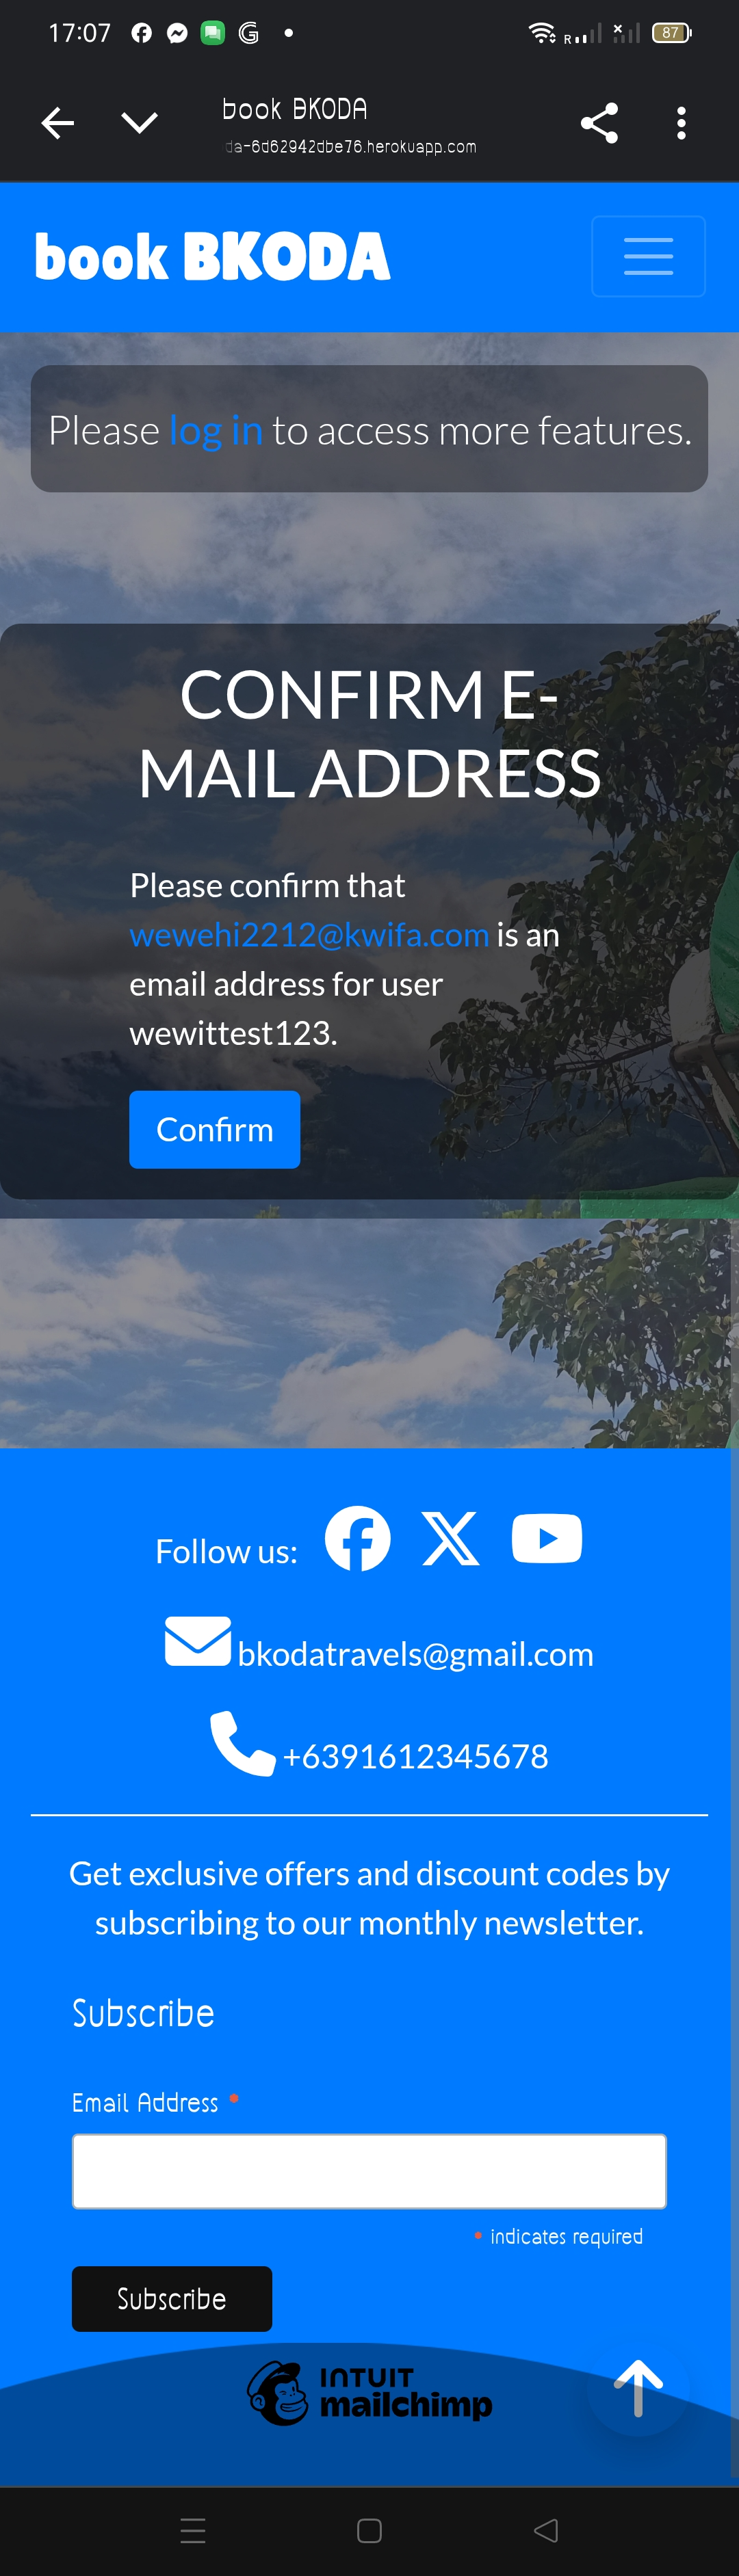 17:07
R
87
book BKODA
da-6d62942dbe76.herokuapp.com
book BKODA
Please log in to access more features.
CONFIRM E-
MAIL ADDRESS
Please confirm that
wewehi2212@kwifa.com is an
email address for user
wewittest123.
Confirm
Follow us:
bkodatravels@gmail.com
+6391612345678
Get exclusive offers and discount codes by
subscribing to our monthly newsletter.
Subscribe
Email Address *
* indicates required
Subscribe
INTUIT
mailchimp